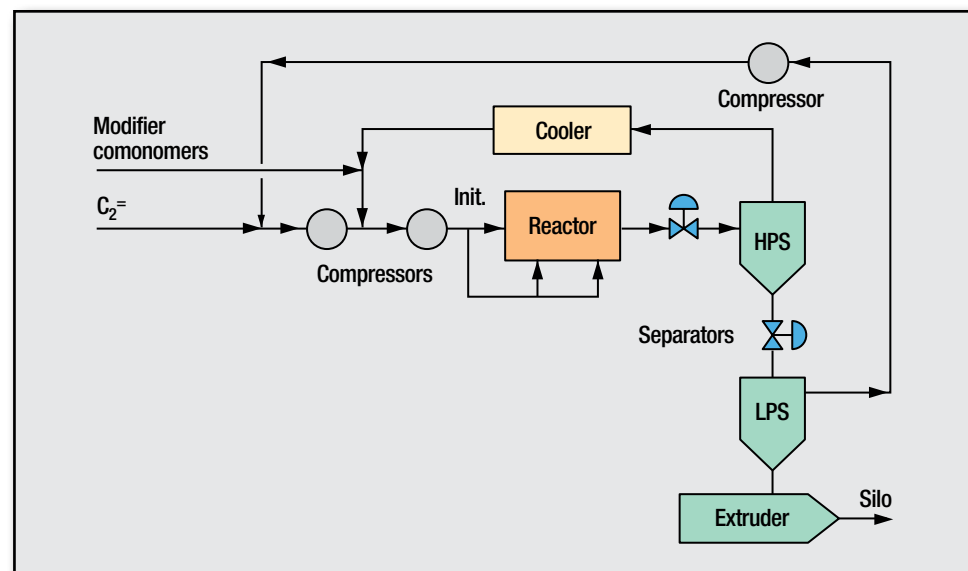 Compressor
Modifier
comonomers
Cooler
C₂=
Init.
Reactor
HPS
Compressors
Separators
LPS
Silo
Extruder